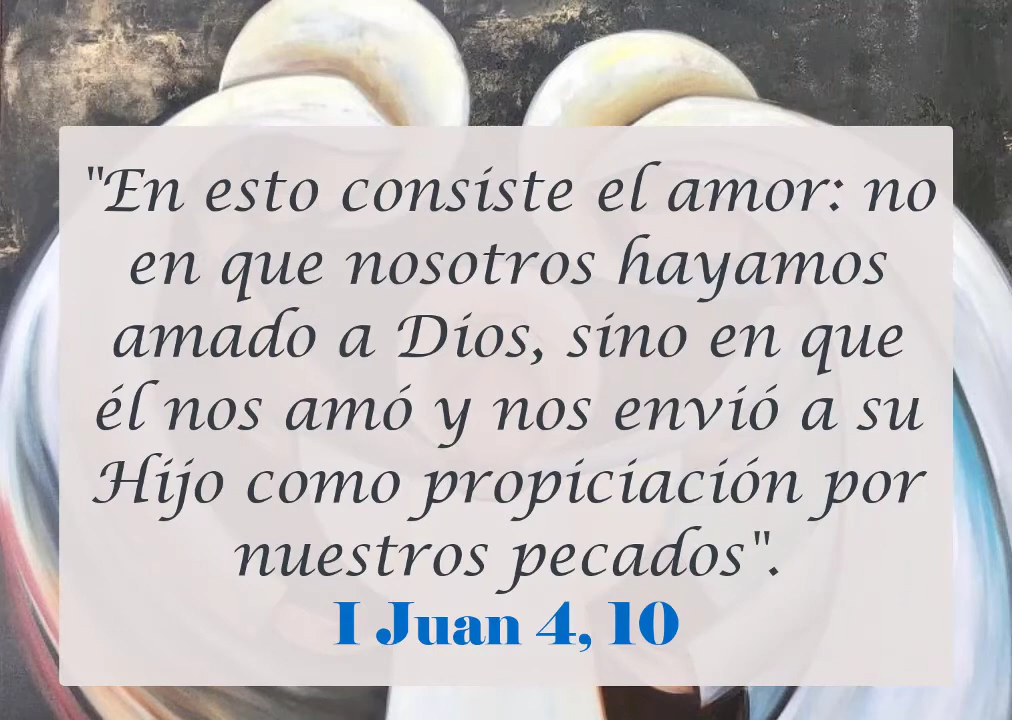 "En esto consiste el amor: no
en que nosotros hayamos
amado a Dios, sino en que
él nos amó y nos envió a su
Hijo como propiciación por
nuestros pecados".
I Juan 4, 10